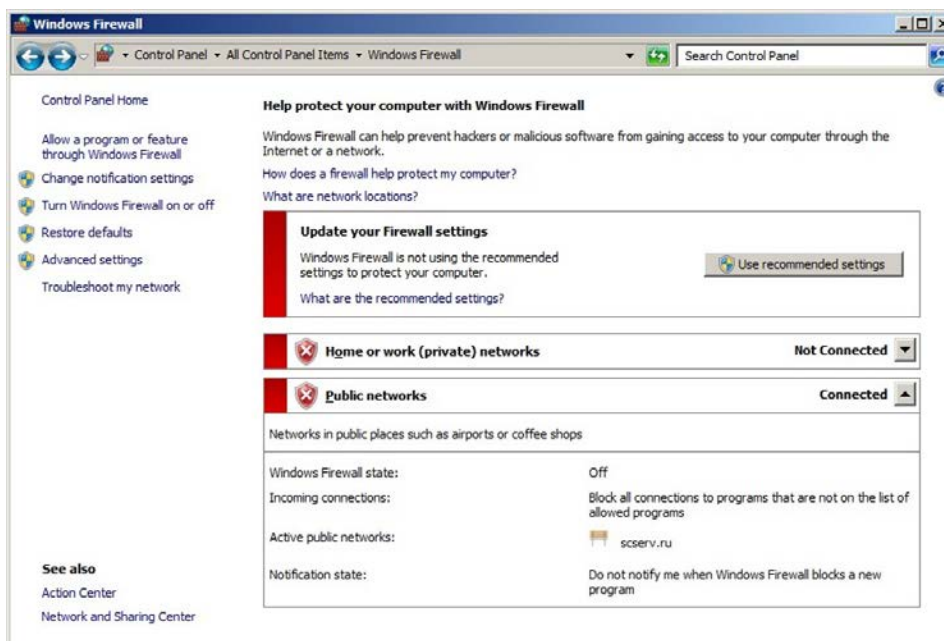 Windows Firewall
Control Panel
All Control Panel Items
Windows Firewall
Search Control Panel
Control Panel Home
Allow a program or feature
through Windows Firewall
Change notification settings
Turn Windows Firewall on or off
Restore defaults
Advanced settings
Troubleshoot my network
See also
Action Center
Network and Sharing Center
Help protect your computer with Windows Firewall
Windows Firewall can help prevent hackers or malicious software from gaining access to your computer through the
Internet or a network.
How does a firewall help protect my computer?
What are network locations?
Update your Firewall settings
Windows Firewall is not using the recommended
settings to protect your computer.
What are the recommended settings?
Use recommended settings
Home or work (private) networks
Not Connected
Public networks
Connected
Networks in public places such as airports or coffee shops
Windows Firewall state:
Off
Incoming connections:
Block all connections to programs that are not on the list of
allowed programs
Active public networks:
scserv.ru
Notification state:
Do not notify me when Windows Firewall blocks a new
program